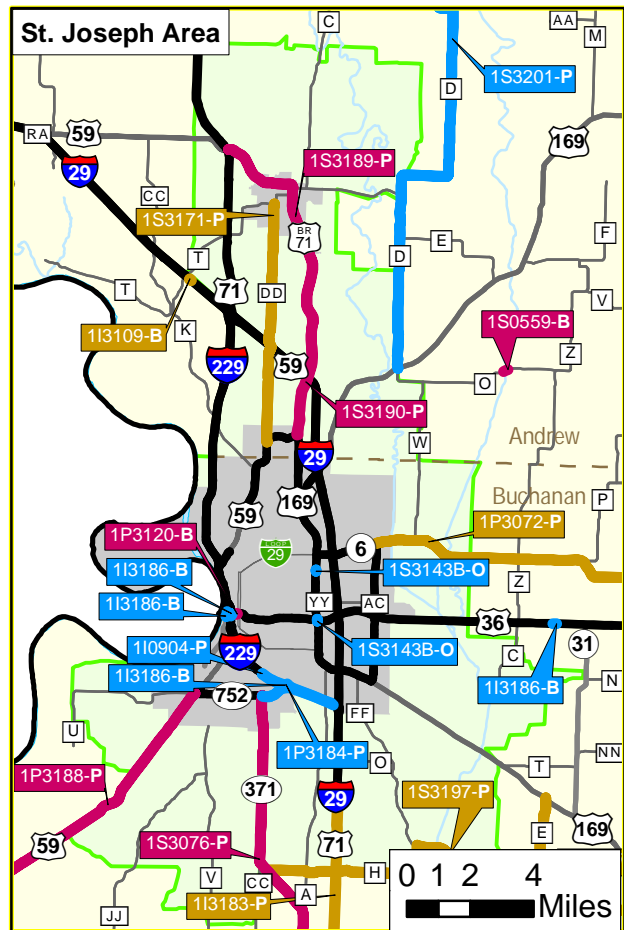 St. Joseph Area
C
AA
M
D
1S3201-P
RA
59
169
29
1S3189-P
CC
1S3171-P
BR
71
F
E
T
D
T
71
DD
V
K
1S0559-B
1I3109-B
59
Z
229
O
1S3190-P
W
Andrew
29
Buchanan
169
P
59
1P3072-P
6
1P3120-B
LOOP
29
1S3143B-O
1I3186-B
Z
1I3186-B
YY
AC
36
1I0904-P
229
1S3143B-O
31
C
1I3186-B
1I3186-B
N
752
FF
U
1P3184-P
NN
O
T
1P3188-P
371
29
1S3197-P
169
59
71
E
1S3076-P
H
V
CC
A
1I3183-P
JJ
0 1 2 4
Miles